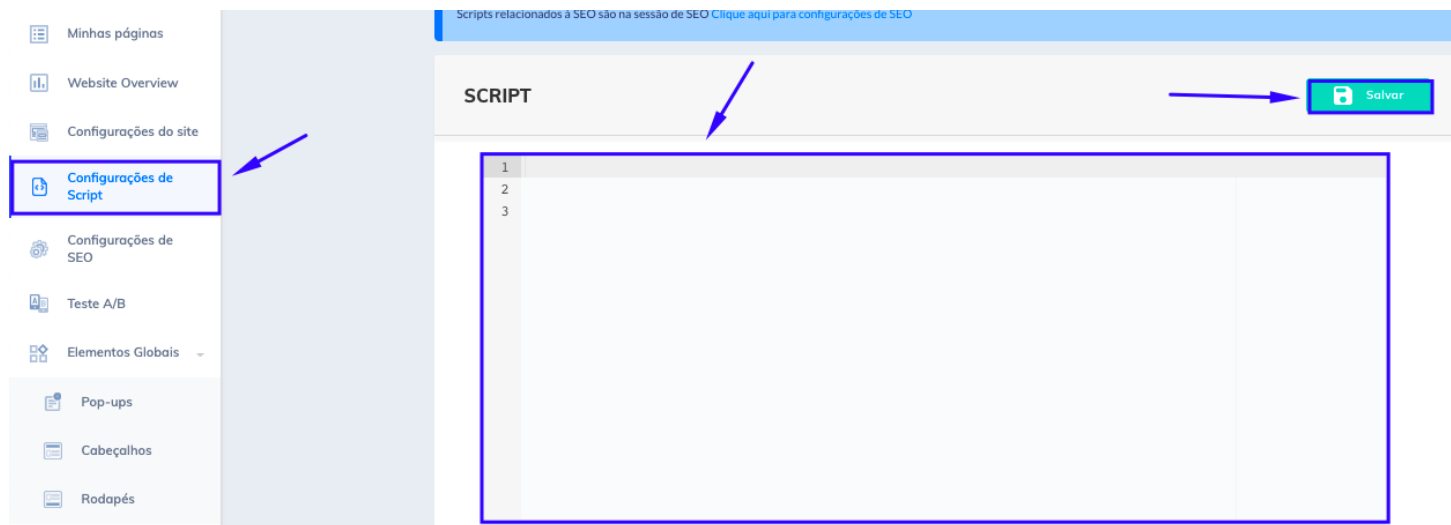 Minhas páginas
Website Overview
Configurações do site
Configurações de
Script
Configurações de
SEO
Teste A/B
Elementos Globais
Pop-ups
Cabeçalhos
Rodapés
Scripts relacionados à SEO são na sessão de SEO Clique aqui para configurações de SEO
SCRIPT
Salvar
1
2
3